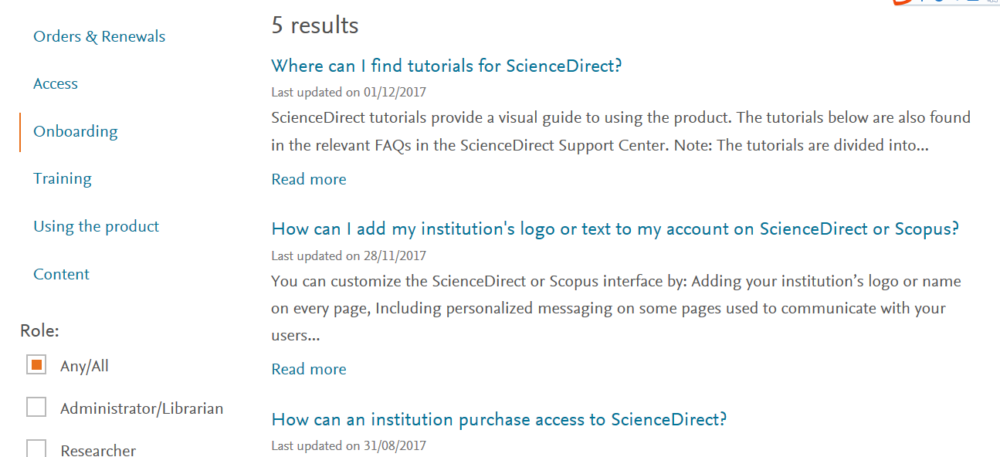 Orders & Renewals
Access
Onboarding
Training
Using the product
Content
Role:
Any/All
Administrator/Librarian
Researcher
5 results
Where can I find tutorials for ScienceDirect?
Last updated on 01/12/2017
ScienceDirect tutorials provide a visual guide to using the product. The tutorials below are also found
in the relevant FAQs in the ScienceDirect Support Center. Note: The tutorials are divided into...
Read more
How can I add my institution's logo or text to my account on ScienceDirect or Scopus?
Last updated on 28/11/2017
You can customize the ScienceDirect or Scopus interface by: Adding your institution’s logo or name
on every page, Including personalized messaging on some pages used to communicate with your
users...
Read more
How can an institution purchase access to ScienceDirect?
Last updated on 31/08/2017